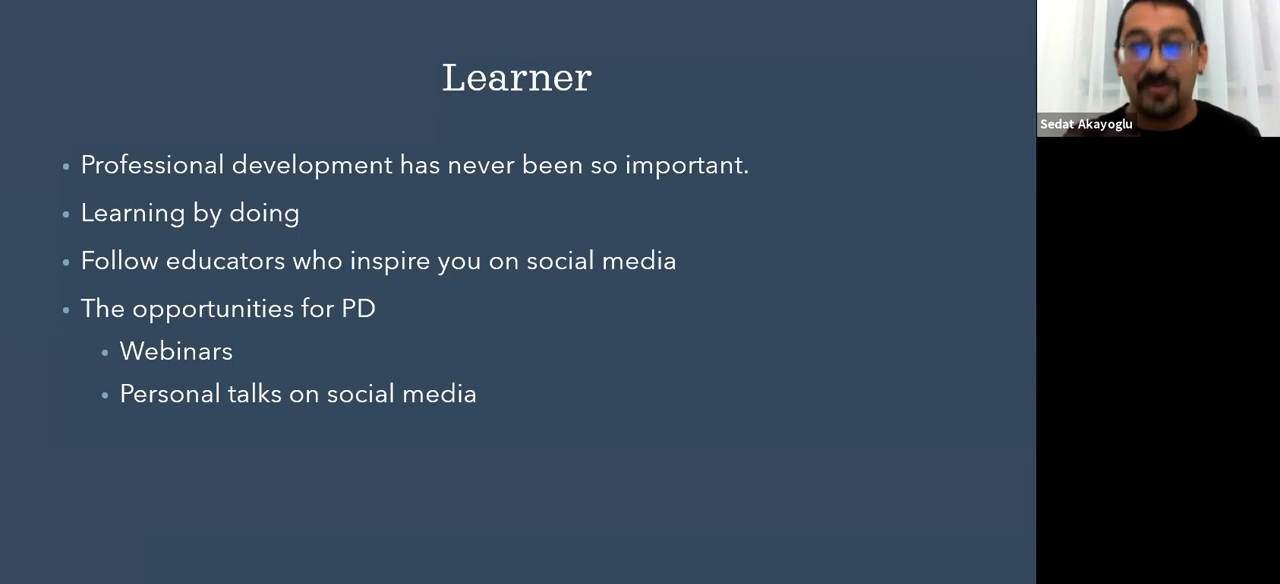 Learner
Sedat Akayoglu
• Professional development has never been so important.
• Learning by doing
• Follow educators who inspire you on social media
• The opportunities for PD
• Webinars
• Personal talks on social media